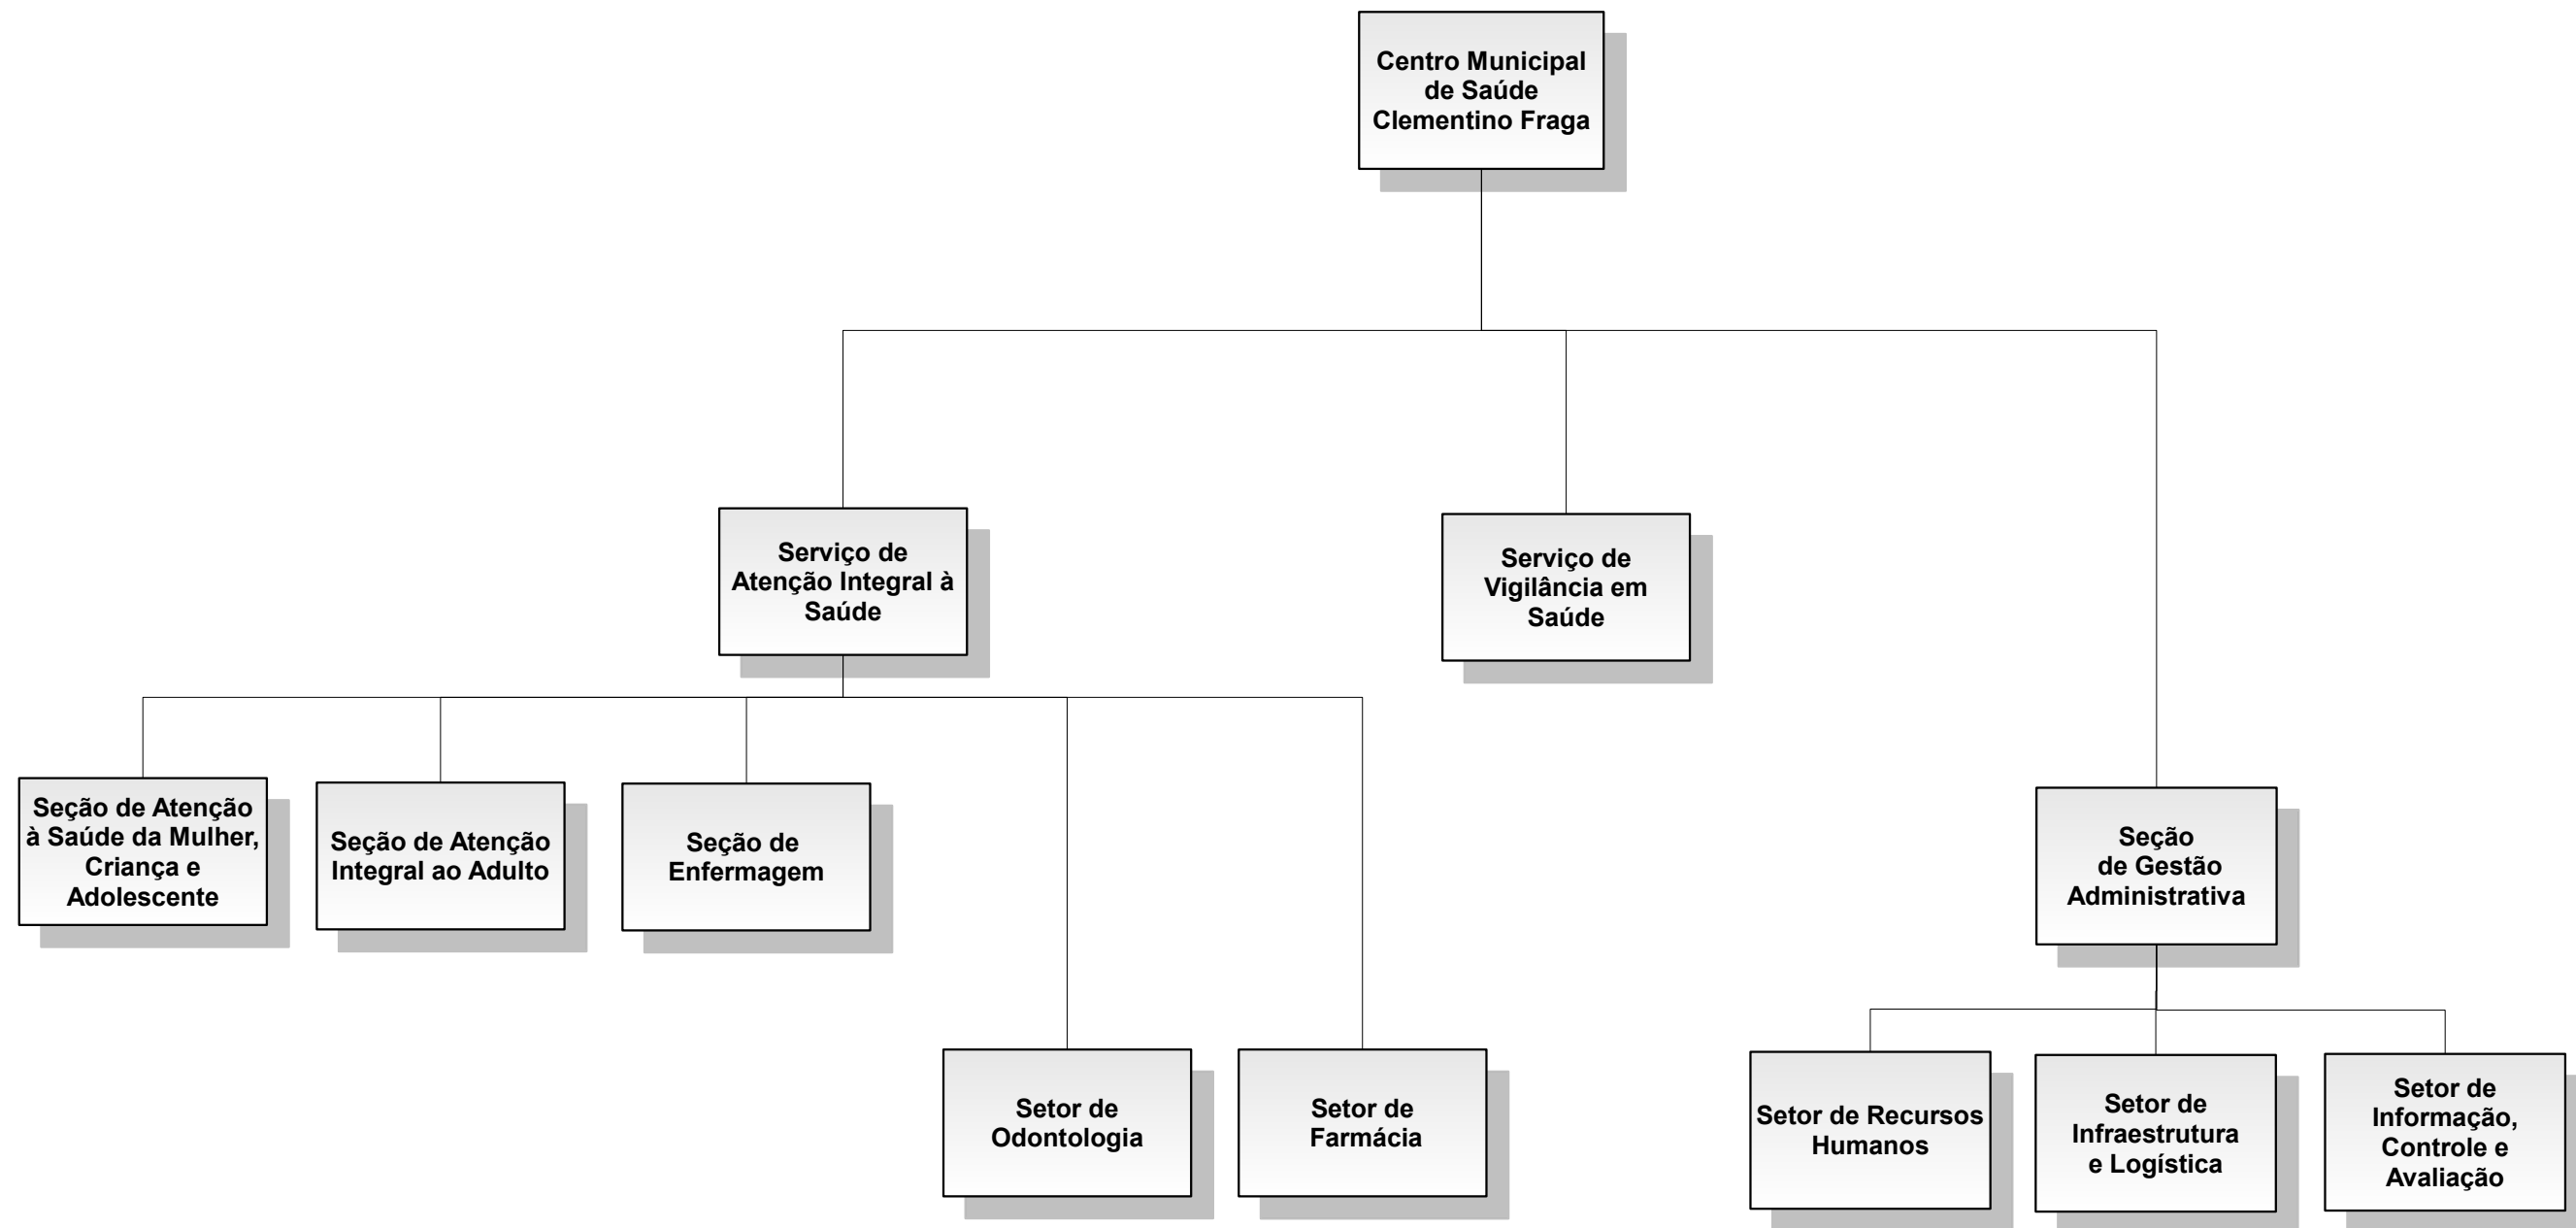 Centro Municipal
de Saúde
Clementino Fraga
Serviço de
Atenção Integral à
Saúde
Serviço de
Vigilância em
Saúde
Seção de Atenção
à Saúde da Mulher,
Criança e
Adolescente
Seção de Atenção
Integral ao Adulto
Seção de
Enfermagem
Seção
de Gestão
Administrativa
Setor de
Odontologia
Setor de
Farmácia
Setor de Recursos
Humanos
Setor de
Infraestrutura
e Logística
Setor de
Informação,
Controle e
Avaliação